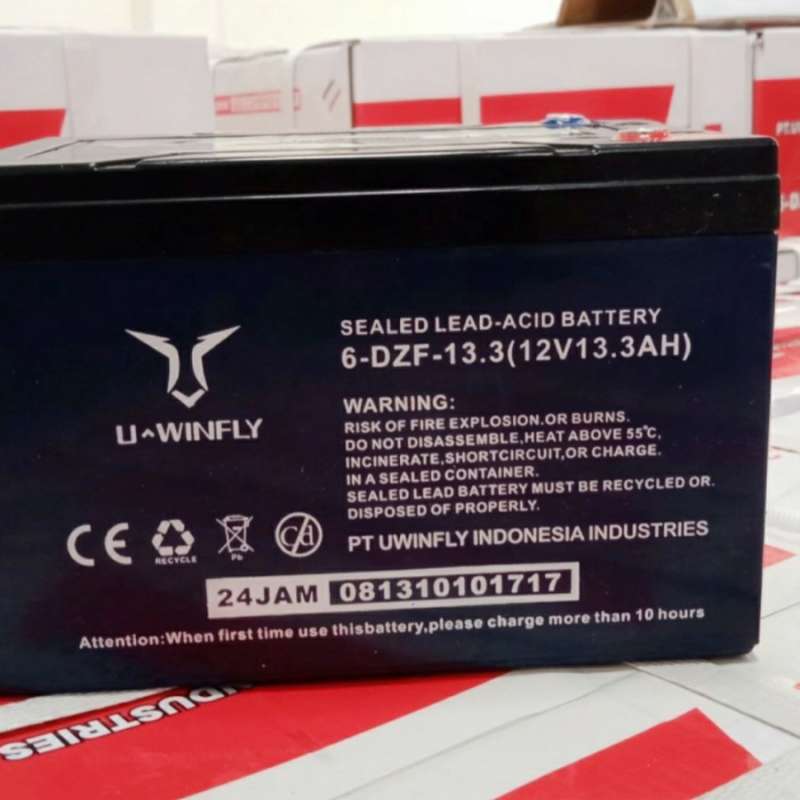 PT.U
SEALED LEAD-ACID BATTERY
6-DZF-13.3(12V13.3AH)
U-WINFLY
WARNING:
RISK OF FIRE EXPLOSION.OR BURNS.
DO NOT DISASSEMBLE,HEAT ABOVE 55℃,
INCINERATE,SHORTCIRCUIT,OR CHARGE.
IN A SEALED CONTAINER.
SEALED LEAD BATTERY MUST BE RECYCLED OR.
DISPOSED OF PROPERLY.
CE
RECYCLE
Pb
Cd
PT UWINFLY INDONESIA INDUSTRIES
24JAM 081310101717
Attention:When first time use thisbattery,please charge more than 10 hours
INDUSTRIES